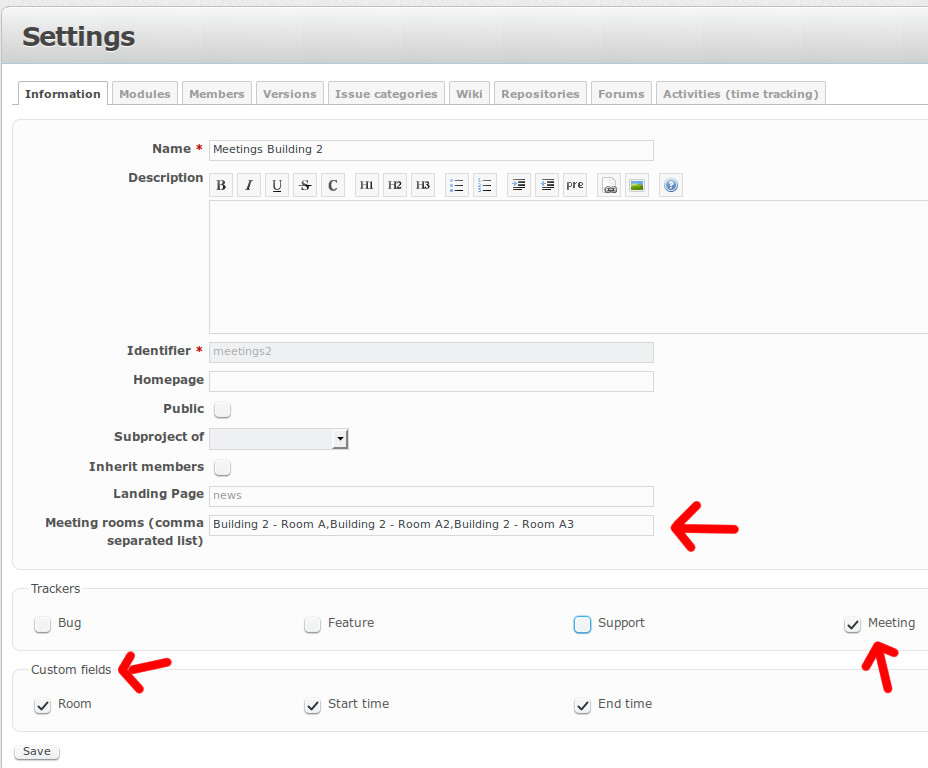 Settings
Information Modules Members Versions Issue categories Wiki Repositories Forums Activities (time tracking)
Name * Meetings Building 2
Description B I U S C H1 H2 H3 pre
Identifier * meetings2
Homepage
Public
Subproject of
Inherit members
Landing Page news
Meeting rooms (comma separated list) Building 2 - Room A,Building 2 - Room A2,Building 2 - Room A3
Trackers
Bug Feature Support Meeting
Custom fields
Room Start time End time
Save